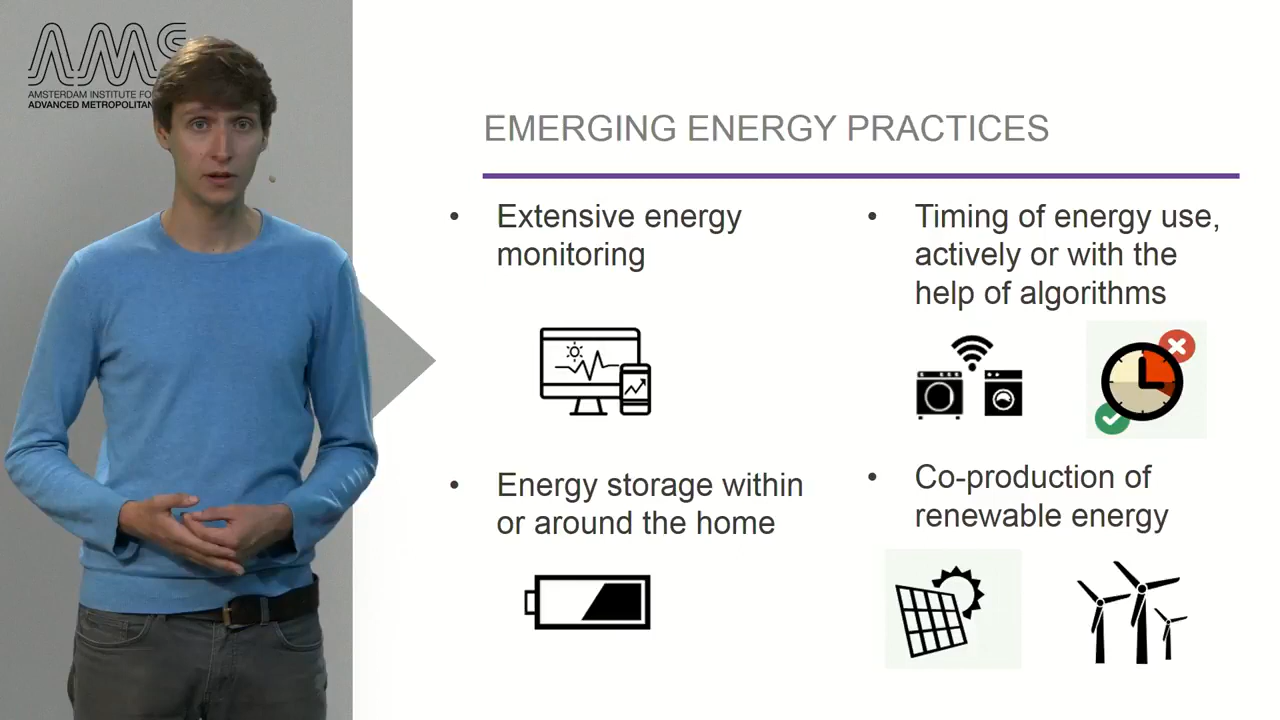 AMS
AMSTERDAM INSTITUTE FO
ADVANCED METROPOLITAN
EMERGING ENERGY PRACTICES
• Extensive energy
monitoring
• Timing of energy use,
actively or with the
help of algorithms
• Energy storage within
or around the home
• Co-production of
renewable energy